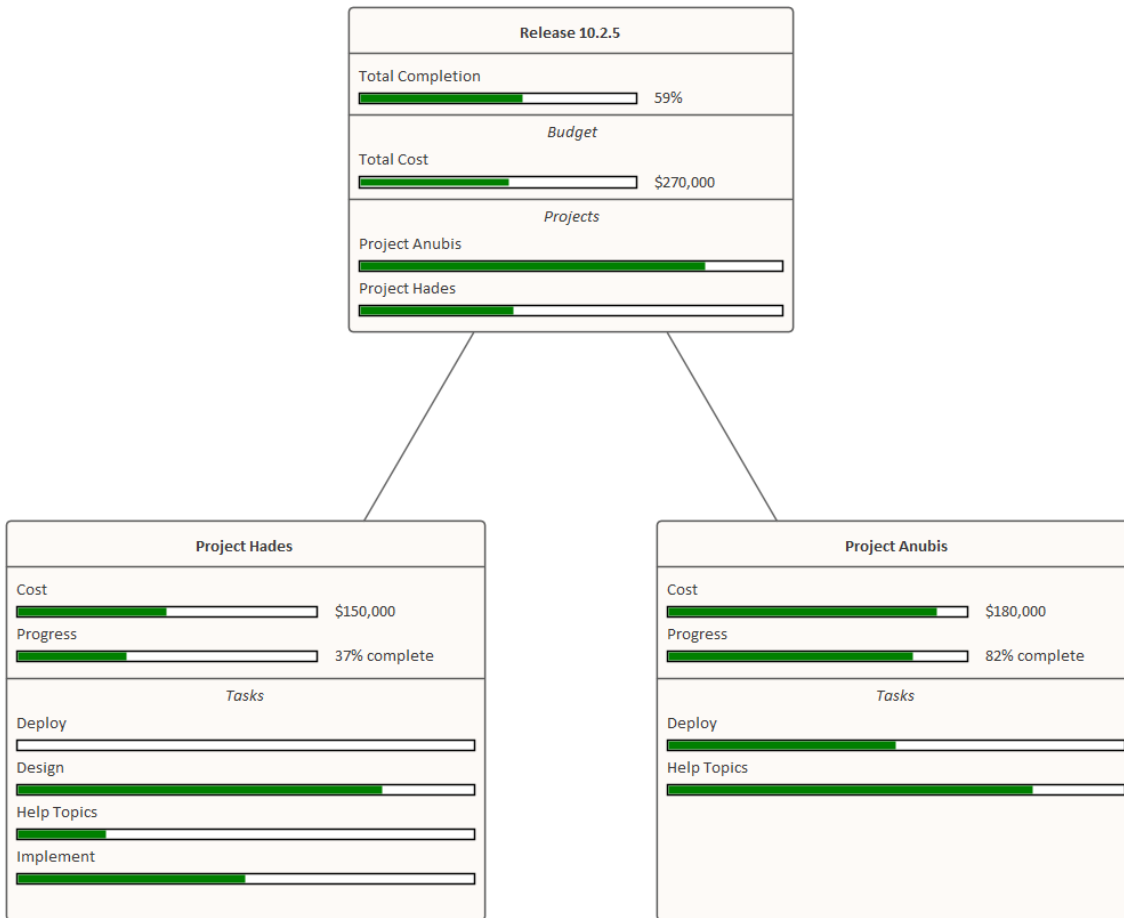 Release 10.2.5
Total Completion
59%
Budget
Total Cost
$270,000
Projects
Project Anubis
Project Hades
Project Hades
Cost
$150,000
Progress
37% complete
Tasks
Deploy
Design
Help Topics
Implement
Project Anubis
Cost
$180,000
Progress
82% complete
Tasks
Deploy
Help Topics